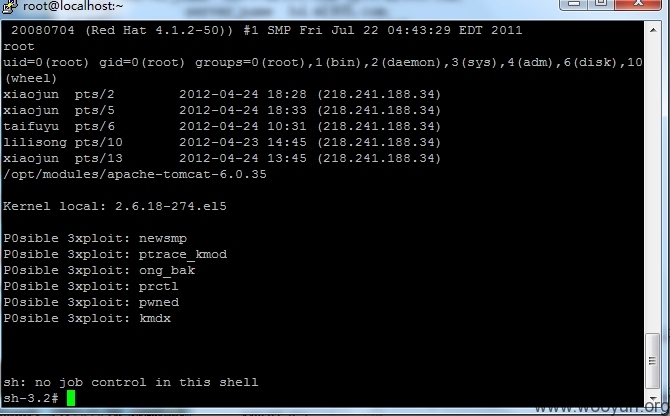 root@localhost:~
 20080704 (Red Hat 4.1.2-50)) #1 SMP Fri Jul 22 04:43:29 EDT 2011
root
uid=0(root) gid=0(root) groups=0(root),1(bin),2(daemon),3(sys),4(adm),6(disk),10
(wheel)
xiaojun  pts/2        2012-04-24 18:28 (218.241.188.34)
xiaojun  pts/5        2012-04-24 18:33 (218.241.188.34)
taifuyu  pts/6        2012-04-24 10:31 (218.241.188.34)
lilisong pts/10       2012-04-23 14:45 (218.241.188.34)
xiaojun  pts/13       2012-04-24 13:45 (218.241.188.34)
/opt/modules/apache-tomcat-6.0.35
Kernel local: 2.6.18-274.el5
P0sible 3xploit: newsmp
P0sible 3xploit: ptrace_kmod
P0sible 3xploit: ong_bak
P0sible 3xploit: prctl
P0sible 3xploit: pwned
P0sible 3xploit: kmdx
sh: no job control in this shell
sh-3.2#
www.wooyun.org